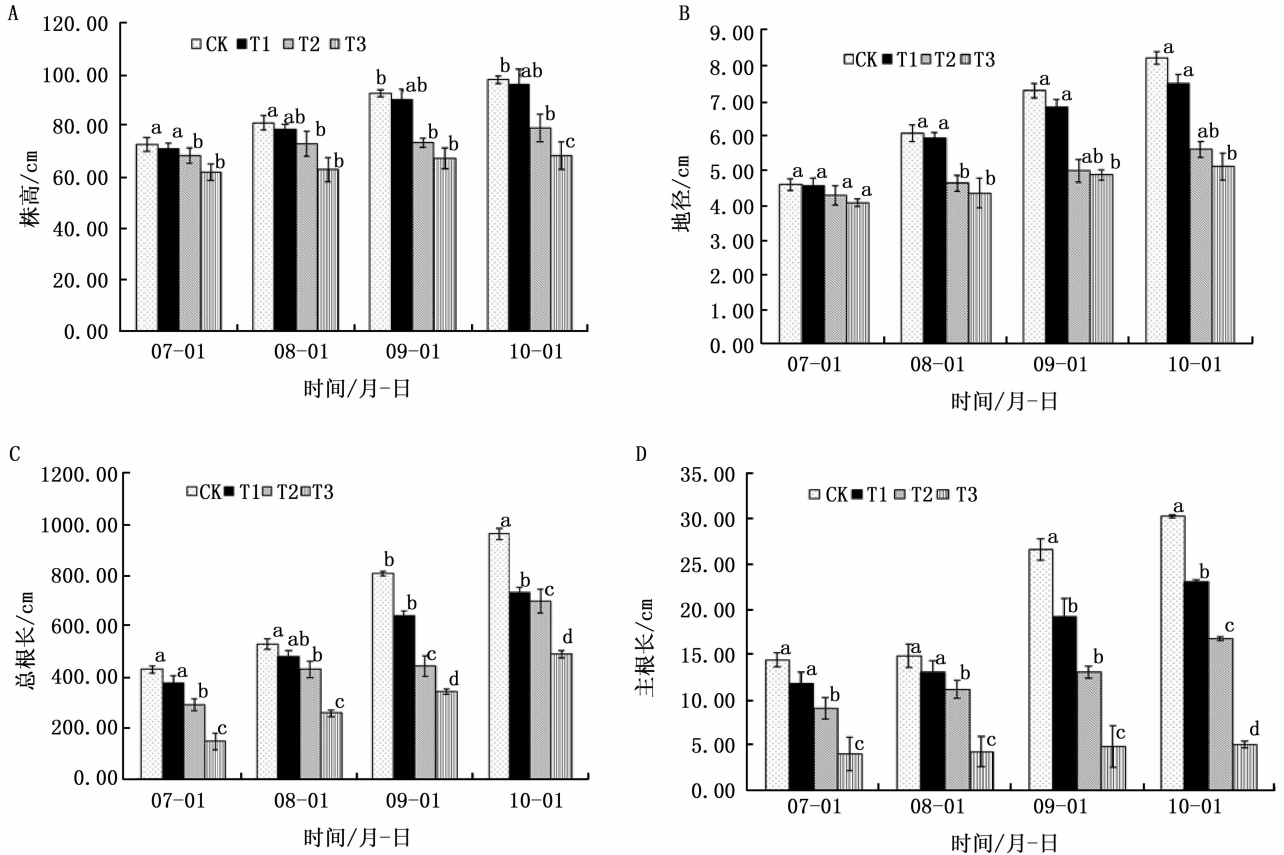 A
120.00
100.00
80.00
60.00
40.00
20.00
0.00
株高/cm
CK T1 T2 T3
a a b b
a ab b b
b ab b b
b ab b c
07-01 08-01 09-01 10-01
时间/月-日
B
8.00
7.00
6.00
5.00
4.00
3.00
2.00
1.00
0.00
地径/cm
CK T1 T2 T3
a a a a
a a b b
a a ab b
a a ab b
07-01 08-01 09-01 10-01
时间/月-日
C
1200.00
1000.00
800.00
600.00
400.00
200.00
0.00
总根长/cm
CK T1 T2 T3
a a b c
a ab b c
b b c d
a b c d
07-01 08-01 09-01 10-01
时间/月-日
D
35.00
30.00
25.00
20.00
15.00
10.00
5.00
0.00
主根长/cm
CK T1 T2 T3
a a b c
a a b c
a b b c
a b c d
07-01 08-01 09-01 10-01
时间/月-日